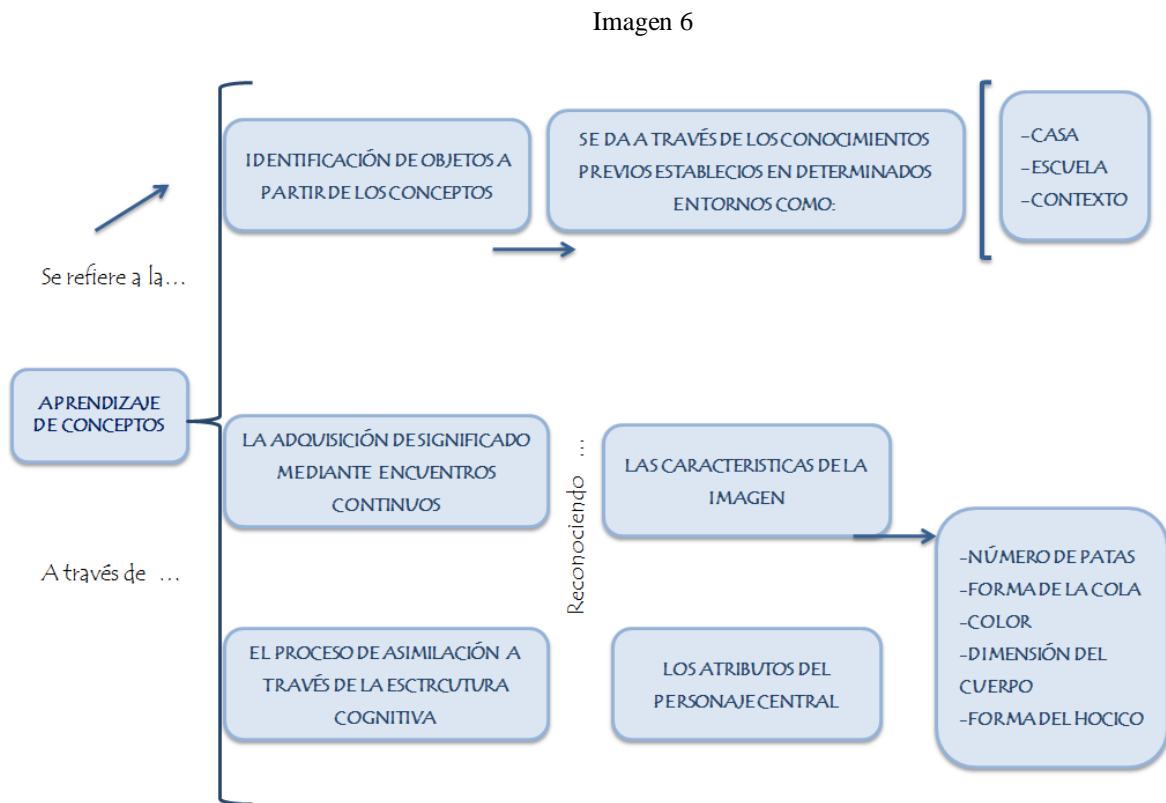 Imagen 6
IDENTIFICACIÓN DE OBJETOS A
PARTIR DE LOS CONCEPTOS
SE DA A TRAVÉS DE LOS CONOCIMIENTOS
PREVIOS ESTABLECIOS EN DETERMINADOS
ENTORNOS COMO:
-CASA
-ESCUELA
-CONTEXTO
Se refiere a la...
APRENDIZAJE
DE CONCEPTOS
LA ADQUISICIÓN DE SIGNIFICADO
MEDIANTE ENCUENTROS
CONTINUOS
Reconociendo ...
LAS CARACTERISTICAS DE LA
IMAGEN
A través de ...
-NÚMERO DE PATAS
-FORMA DE LA COLA
-COLOR
-DIMENSIÓN DEL
CUERPO
-FORMA DEL HOCICO
EL PROCESO DE ASIMILACIÓN A
TRAVÉS DE LA ESCTRCUTURA
COGNITIVA
LOS ATRIBUTOS DEL
PERSONAJE CENTRAL